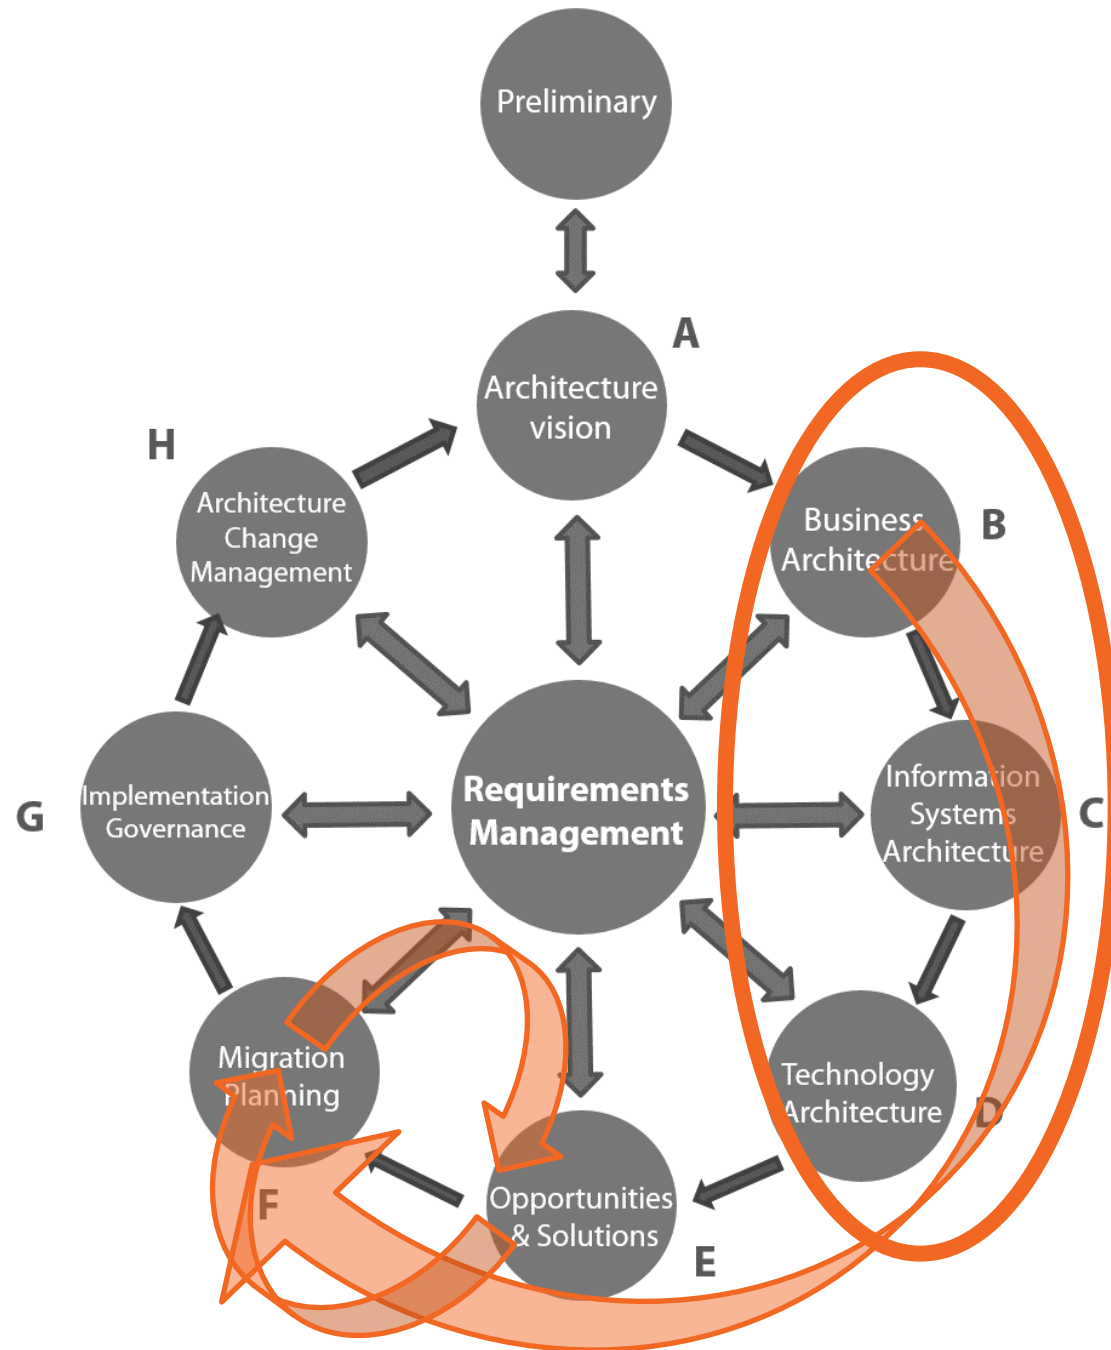 Preliminary
A
Architecture
vision
H
Architecture
Change
Management
Business
Architecture
B
Requirements
Management
Information
Systems
Architecture
C
Implementation
Governance
G
Migration
Planning
F
Technology
Architecture
D
Opportunities
& Solutions
E